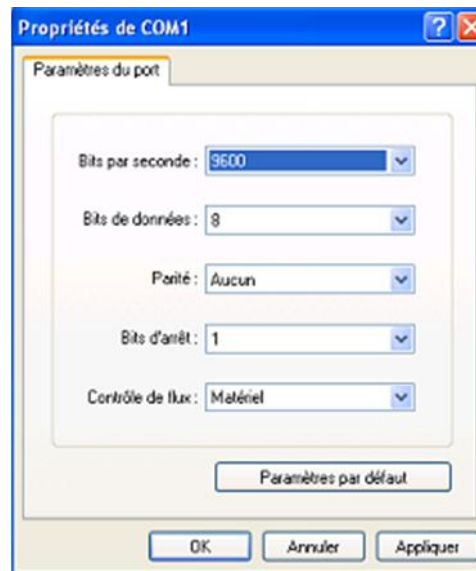 Propriétés de COM1
Paramètres du port
Bits par seconde : 9600
Bits de données : 8
Parité : Aucun
Bits d'arrêt : 1
Contrôle de flux : Matériel
Paramètres par défaut
OK Annuler Appliquer